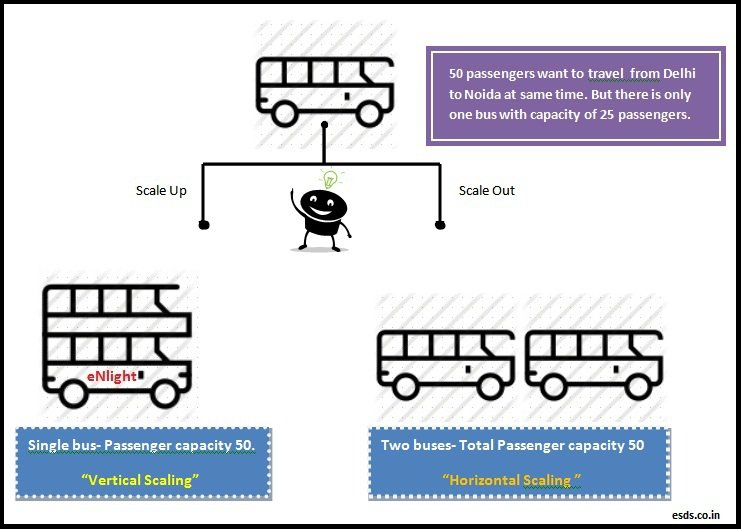 50 passengers want to travel from Delhi
to Noida at same time. But there is only
one bus with capacity of 25 passengers.
Scale Up
Scale Out
eNlight
Single bus- Passenger capacity 50.
“Vertical Scaling”
Two buses- Total Passenger capacity 50
“Horizontal Scaling ”
esds.co.in